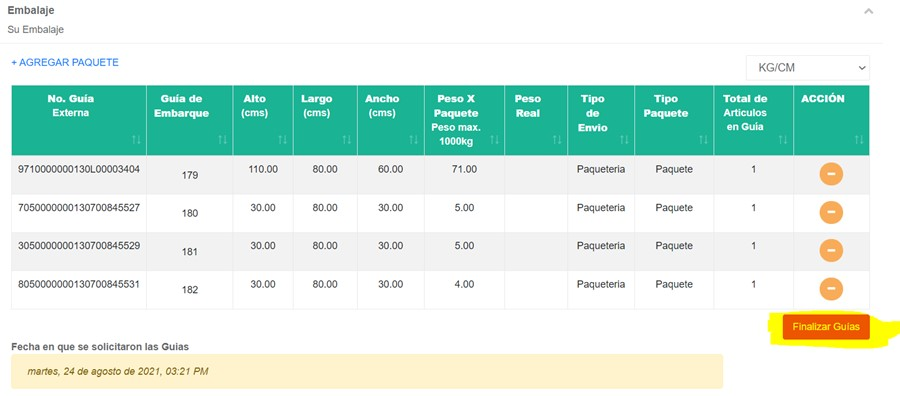 Embalaje
Su Embalaje
+ AGREGAR PAQUETE
KG/CM
No. Guía Externa Guía de Embarque Alto (cms) Largo (cms) Ancho (cms) Peso X Paquete Peso max. 1000kg Peso Real Tipo de Envio Tipo Paquete Total de Artículos en Guía ACCIÓN
9710000000130L00003404 179 110.00 80.00 60.00 71.00 Paqueteria Paquete 1
7050000000130700845527 180 30.00 80.00 30.00 5.00 Paqueteria Paquete 1
3050000000130700845529 181 30.00 80.00 30.00 5.00 Paqueteria Paquete 1
8050000000130700845531 182 30.00 80.00 30.00 4.00 Paqueteria Paquete 1
Finalizar Guías
Fecha en que se solicitaron las Guias
martes, 24 de agosto de 2021, 03:21 PM